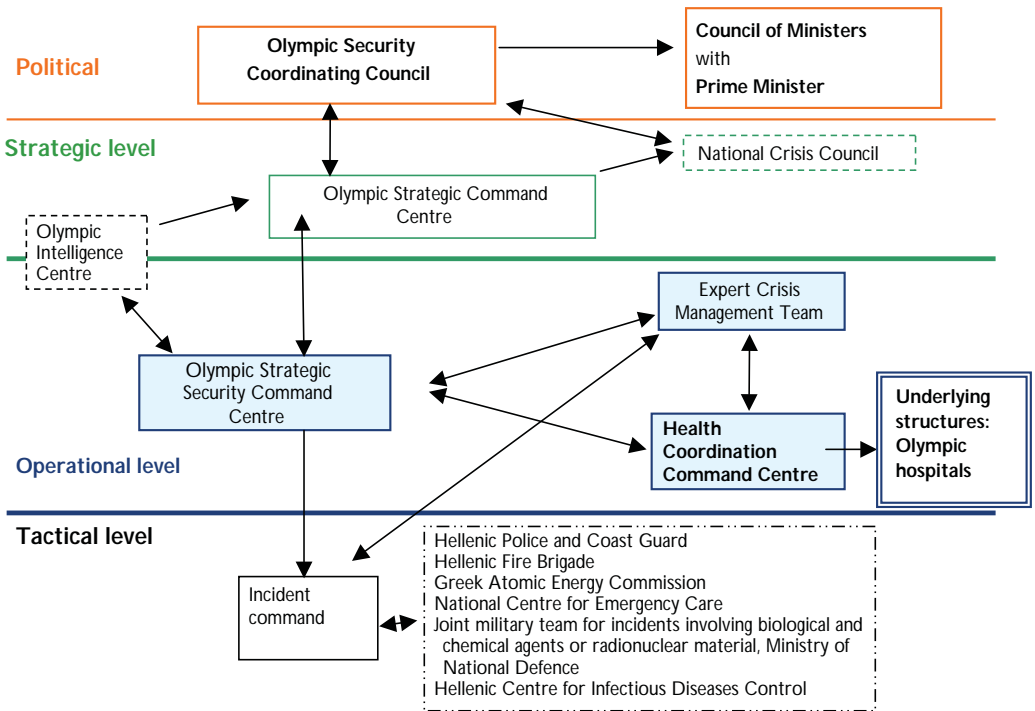 Political
Olympic Security
Coordinating Council
Council of Ministers
with
Prime Minister
Strategic level
National Crisis Council
Olympic Strategic Command
Centre
Olympic
Intelligence
Centre
Expert Crisis
Management Team
Olympic Strategic
Security Command
Centre
Health
Coordination
Command Centre
Underlying
structures:
Olympic
hospitals
Operational level
Tactical level
Incident
command
Hellenic Police and Coast Guard
Hellenic Fire Brigade
Greek Atomic Energy Commission
National Centre for Emergency Care
Joint military team for incidents involving biological and
chemical agents or radionuclear material, Ministry of
National Defence
Hellenic Centre for Infectious Diseases Control